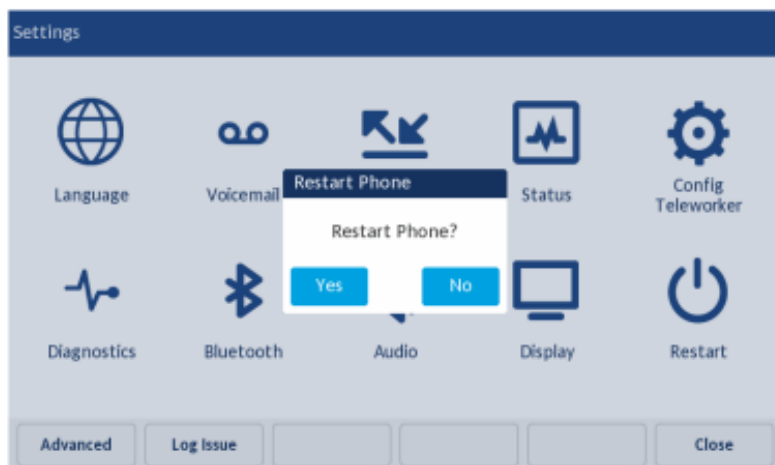 Settings
Language
Voicemail
Status
Config
Teleworker
Restart Phone
Restart Phone?
Yes
No
Diagnostics
Bluetooth
Audio
Display
Restart
Advanced
Log Issue
Close